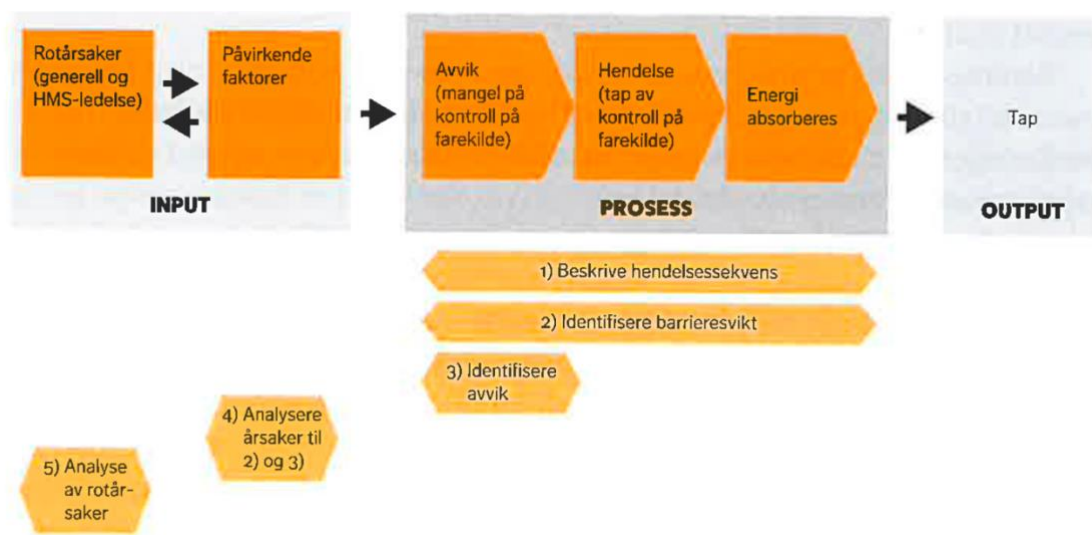 Rotårsaker
(generell og
HMS-ledelse)
Påvirkende
faktorer
INPUT
Avvik
(mangel på
kontroll på
farekilde)
Hendelse
(tap av
kontroll på
farekilde)
Energi
absorberes
PROSESS
Tap
OUTPUT
1) Beskrive hendelsessekvens
2) Identifisere barrieresvikt
3) Identifisere
avvik
4) Analysere
årsaker til
2) og 3)
5) Analyse
av rotår-
saker